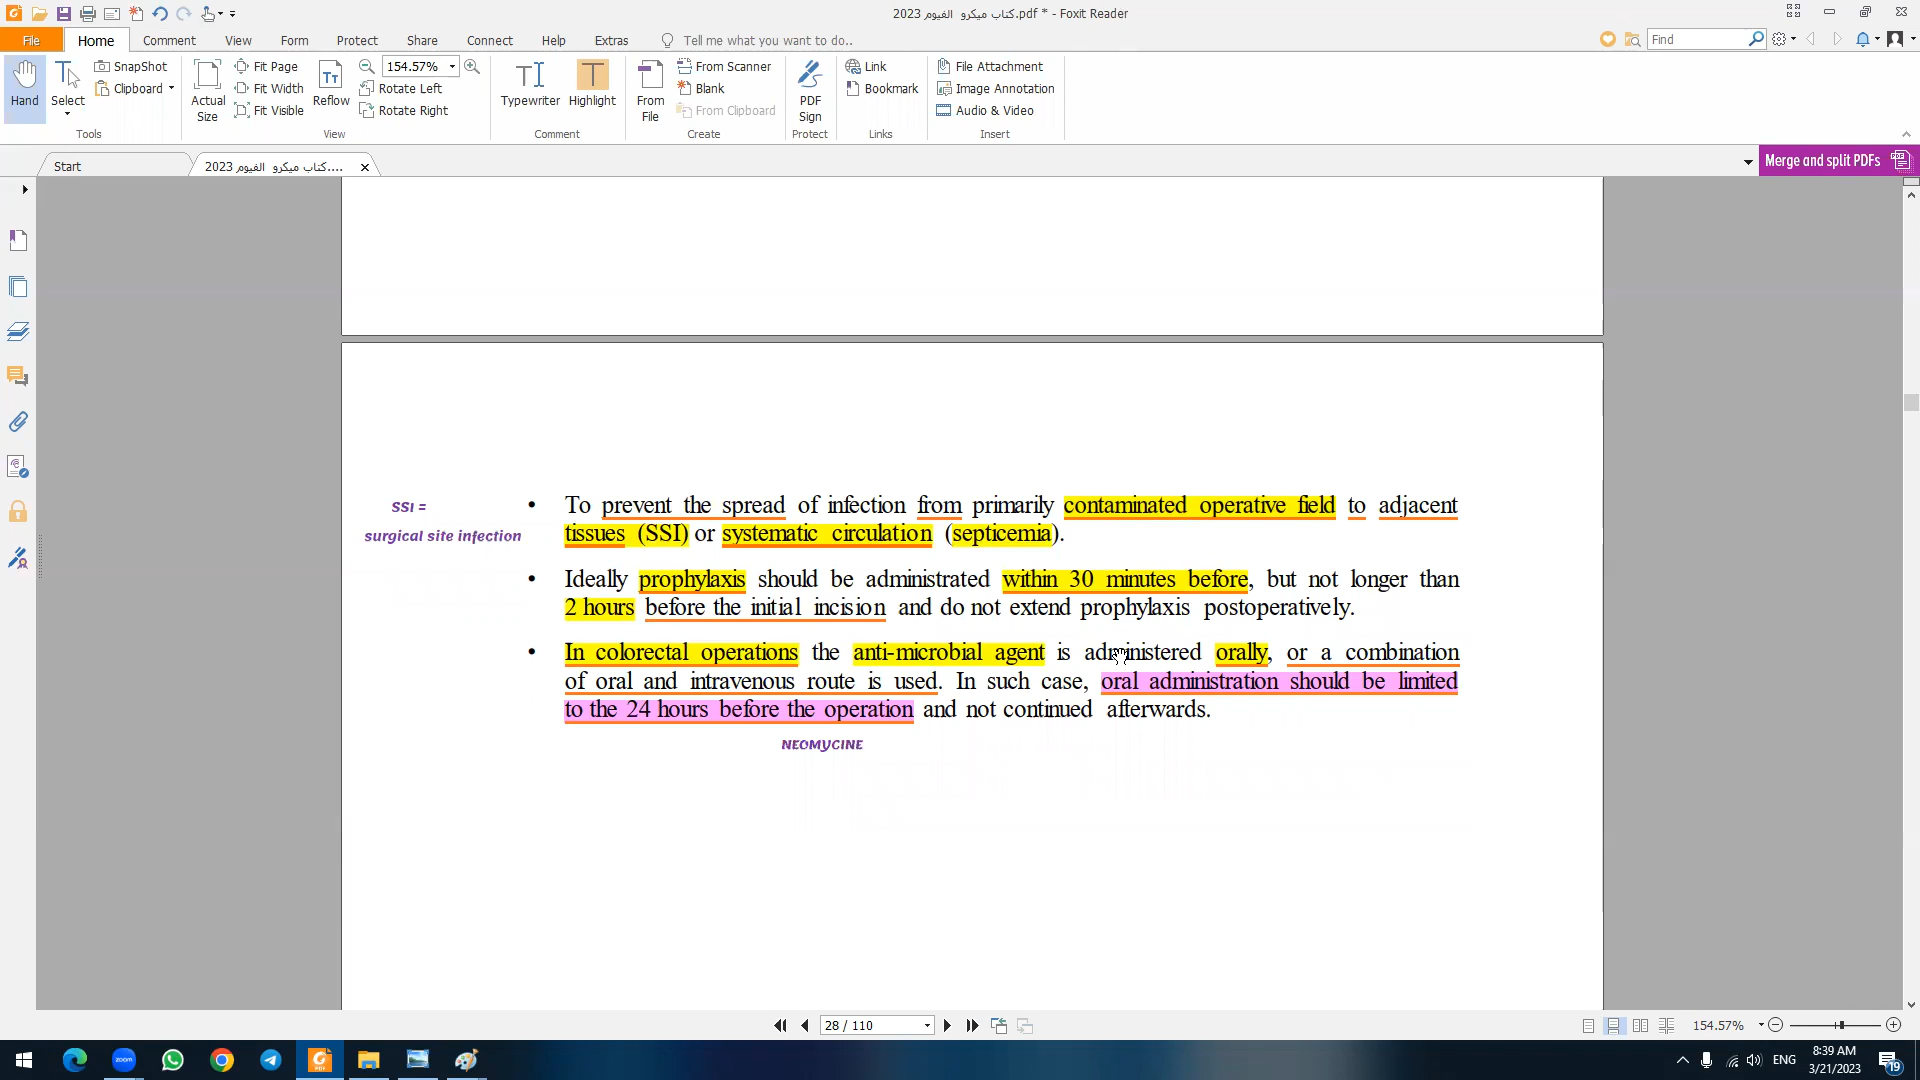 كتاب ميكرو الفيوم 2023.pdf * - Foxit Reader
File Home Comment View Form Protect Share Connect Help Extras Tell me what you want to do.. Find
Hand
Select
SnapShot
Clipboard
Tools
Actual Size
Fit Page
Fit Width
Fit Visible
Reflow
154.57%
Rotate Left
Rotate Right
View
Typewriter
Highlight
Comment
From File
From Scanner
Blank
From Clipboard
Create
PDF Sign
Protect
Link
Bookmark
Links
File Attachment
Image Annotation
Audio & Video
Insert
Start
كتاب ميكرو الفيوم 2023....
Merge and split PDFs
SSI =
surgical site infection
• To prevent the spread of infection from primarily contaminated operative field to adjacent
tissues (SSI) or systematic circulation (septicemia).
• Ideally prophylaxis should be administrated within 30 minutes before, but not longer than
2 hours before the initial incision and do not extend prophylaxis postoperatively.
• In colorectal operations the anti-microbial agent is administered orally, or a combination
of oral and intravenous route is used. In such case, oral administration should be limited
to the 24 hours before the operation and not continued afterwards.
NEOMYCINE
28 / 110
154.57%
zoom
PDF
ENG
8:39 AM
3/21/2023
19